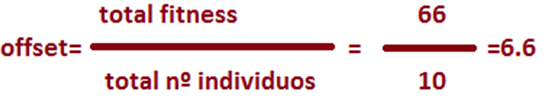 total fitness 66
offset= = =6.6
total nº individuos 10